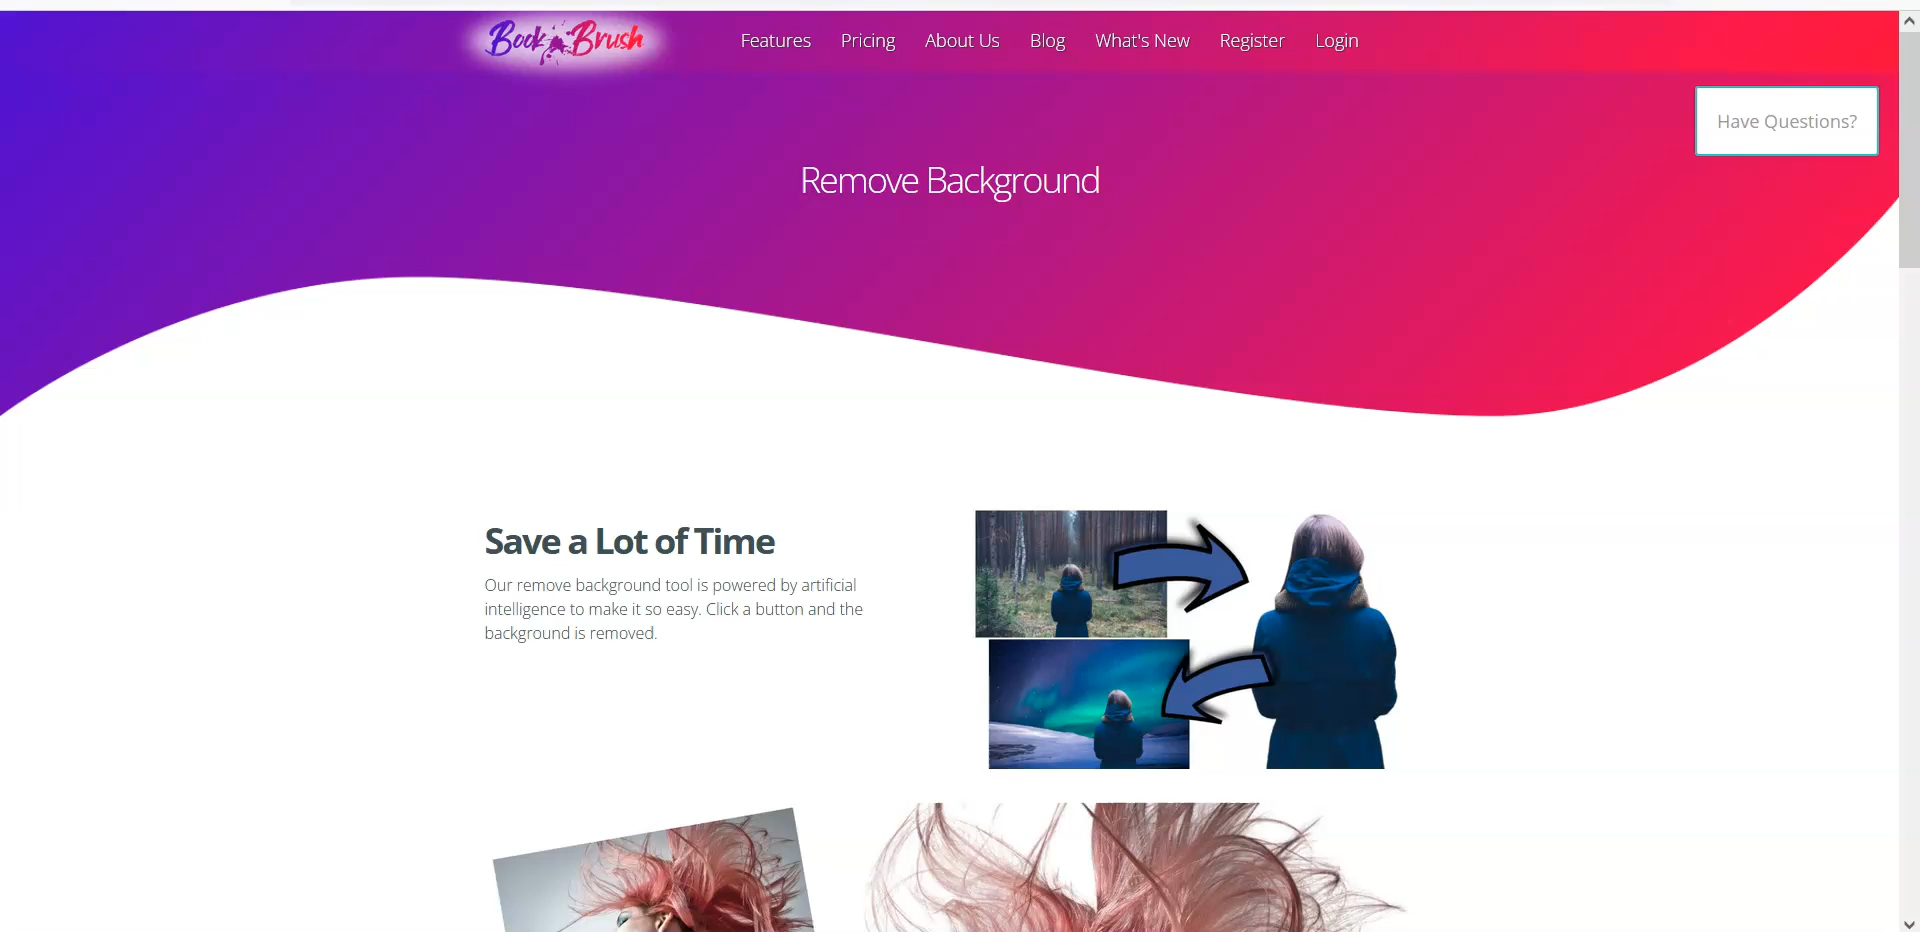 Book Brush
Features Pricing About Us Blog What's New Register Login
Have Questions?
Remove Background
Save a Lot of Time
Our remove background tool is powered by artificial
intelligence to make it so easy. Click a button and the
background is removed.